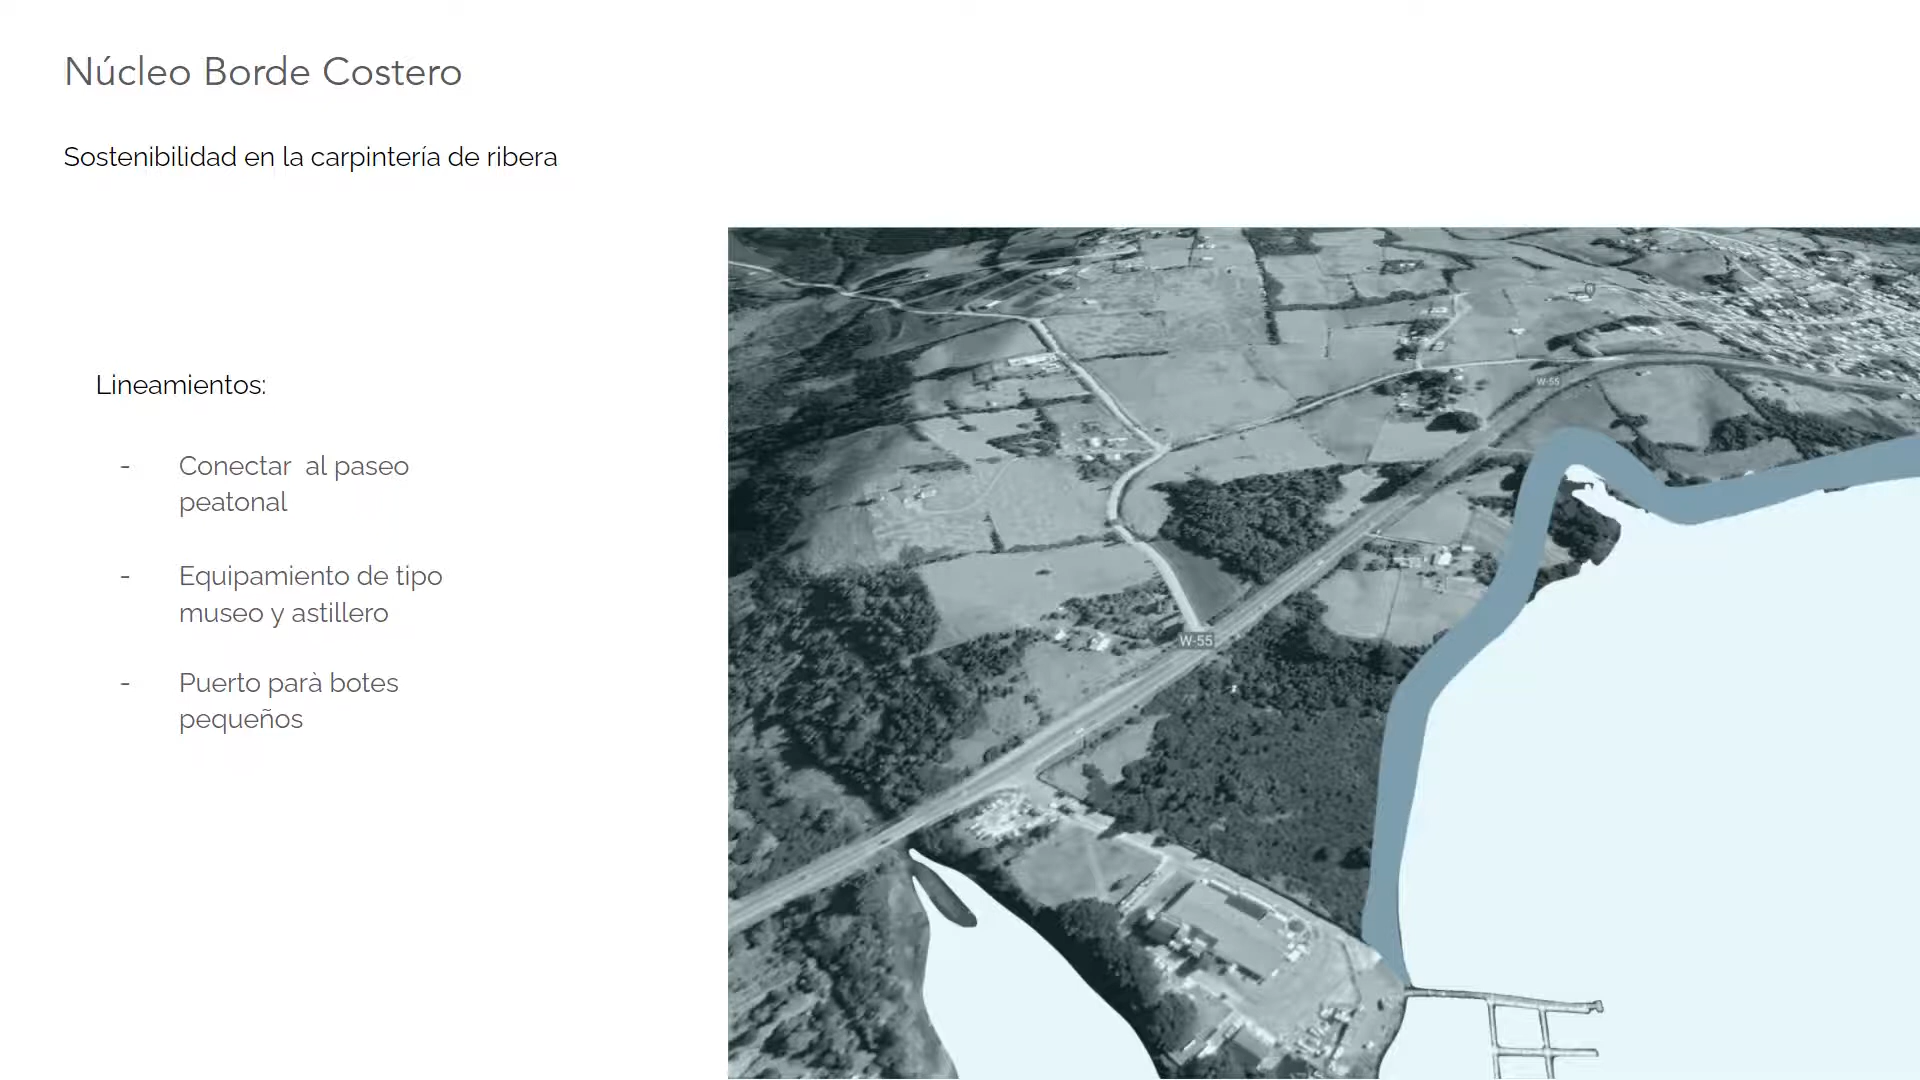 Núcleo Borde Costero
Sostenibilidad en la carpintería de ribera
Lineamientos:
- Conectar  al paseo
peatonal
- Equipamiento de tipo
museo y astillero
- Puerto parà botes
pequeños
W-55
W-55